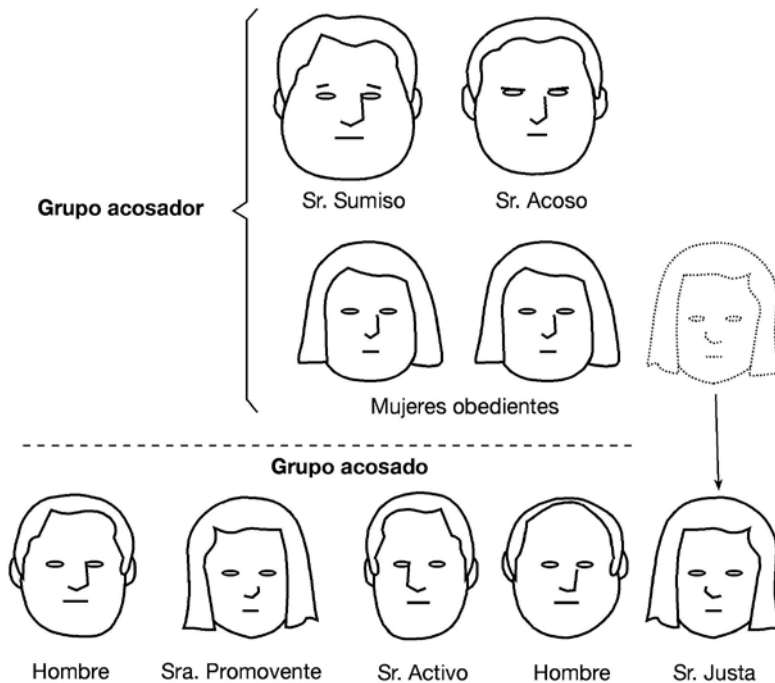 Grupo acosador
Sr. Sumiso
Sr. Acoso
Mujeres obedientes
Grupo acosado
Hombre
Sra. Promovente
Sr. Activo
Hombre
Sr. Justa